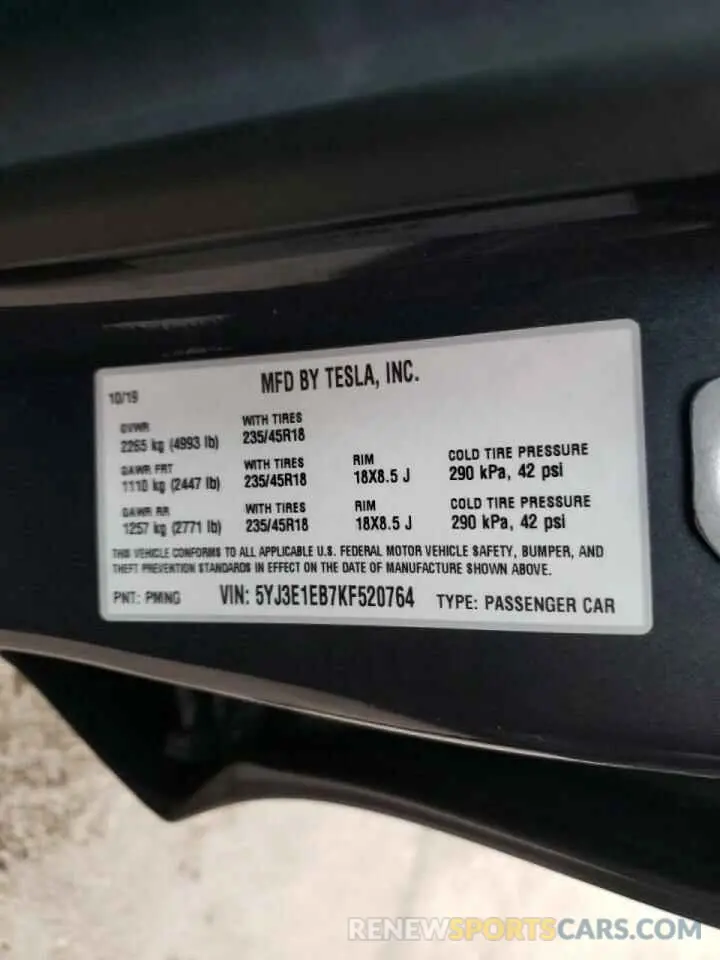 MFD BY TESLA, INC.
10/19
GVWR
2265 kg (4993 lb)
WITH TIRES
235/45R18
GAWR FRT
1110 kg (2447 lb)
WITH TIRES
235/45R18
RIM
18X8.5 J
COLD TIRE PRESSURE
290 kPa, 42 psi
GAWR RR
1257 kg (2771 lb)
WITH TIRES
235/45R18
RIM
18X8.5 J
COLD TIRE PRESSURE
290 kPa, 42 psi
THIS VEHICLE CONFORMS TO ALL APPLICABLE U.S. FEDERAL MOTOR VEHICLE SAFETY, BUMPER, AND
THEFT PREVENTION STANDARDS IN EFFECT ON THE DATE OF MANUFACTURE SHOWN ABOVE.
PNT: PMNG VIN: 5YJ3E1EB7KF520764 TYPE: PASSENGER CAR
RENEWSPORTSCARS.COM